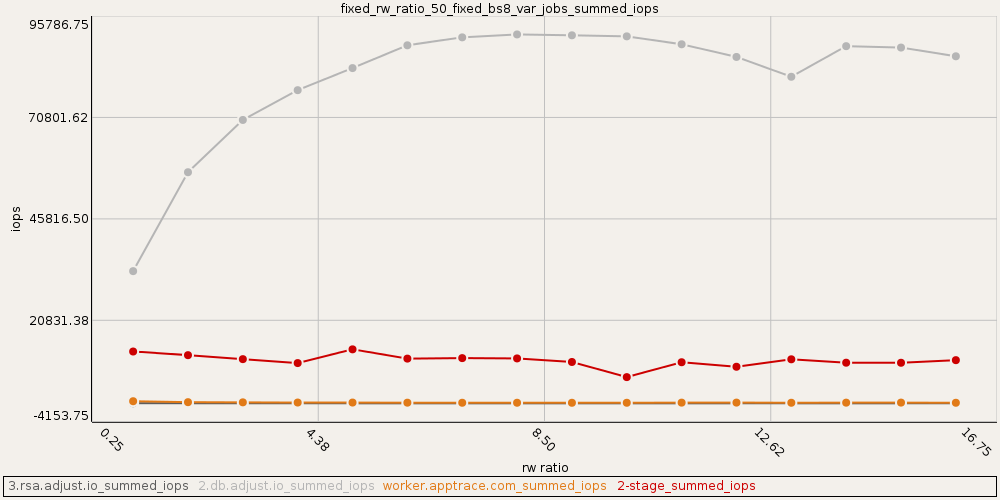 fixed_rw_ratio_50_fixed_bs8_var_jobs_summed_iops
95786.75
70801.62
45816.50
20831.38
-4153.75
iops
0.25
4.38
8.50
12.62
16.75
rw ratio
3.rsa.adjust.io_summed_iops 2.db.adjust.io_summed_iops worker.apptrace.com_summed_iops 2-stage_summed_iops